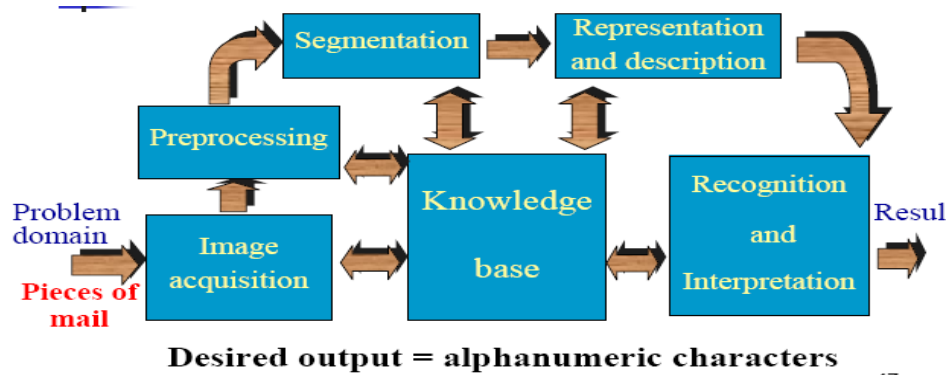 Segmentation
Representation
and description
Preprocessing
Knowledge
base
Recognition
and
Interpretation
Problem
domain
Image
acquisition
Resul
Pieces of
mail
Desired output = alphanumeric characters